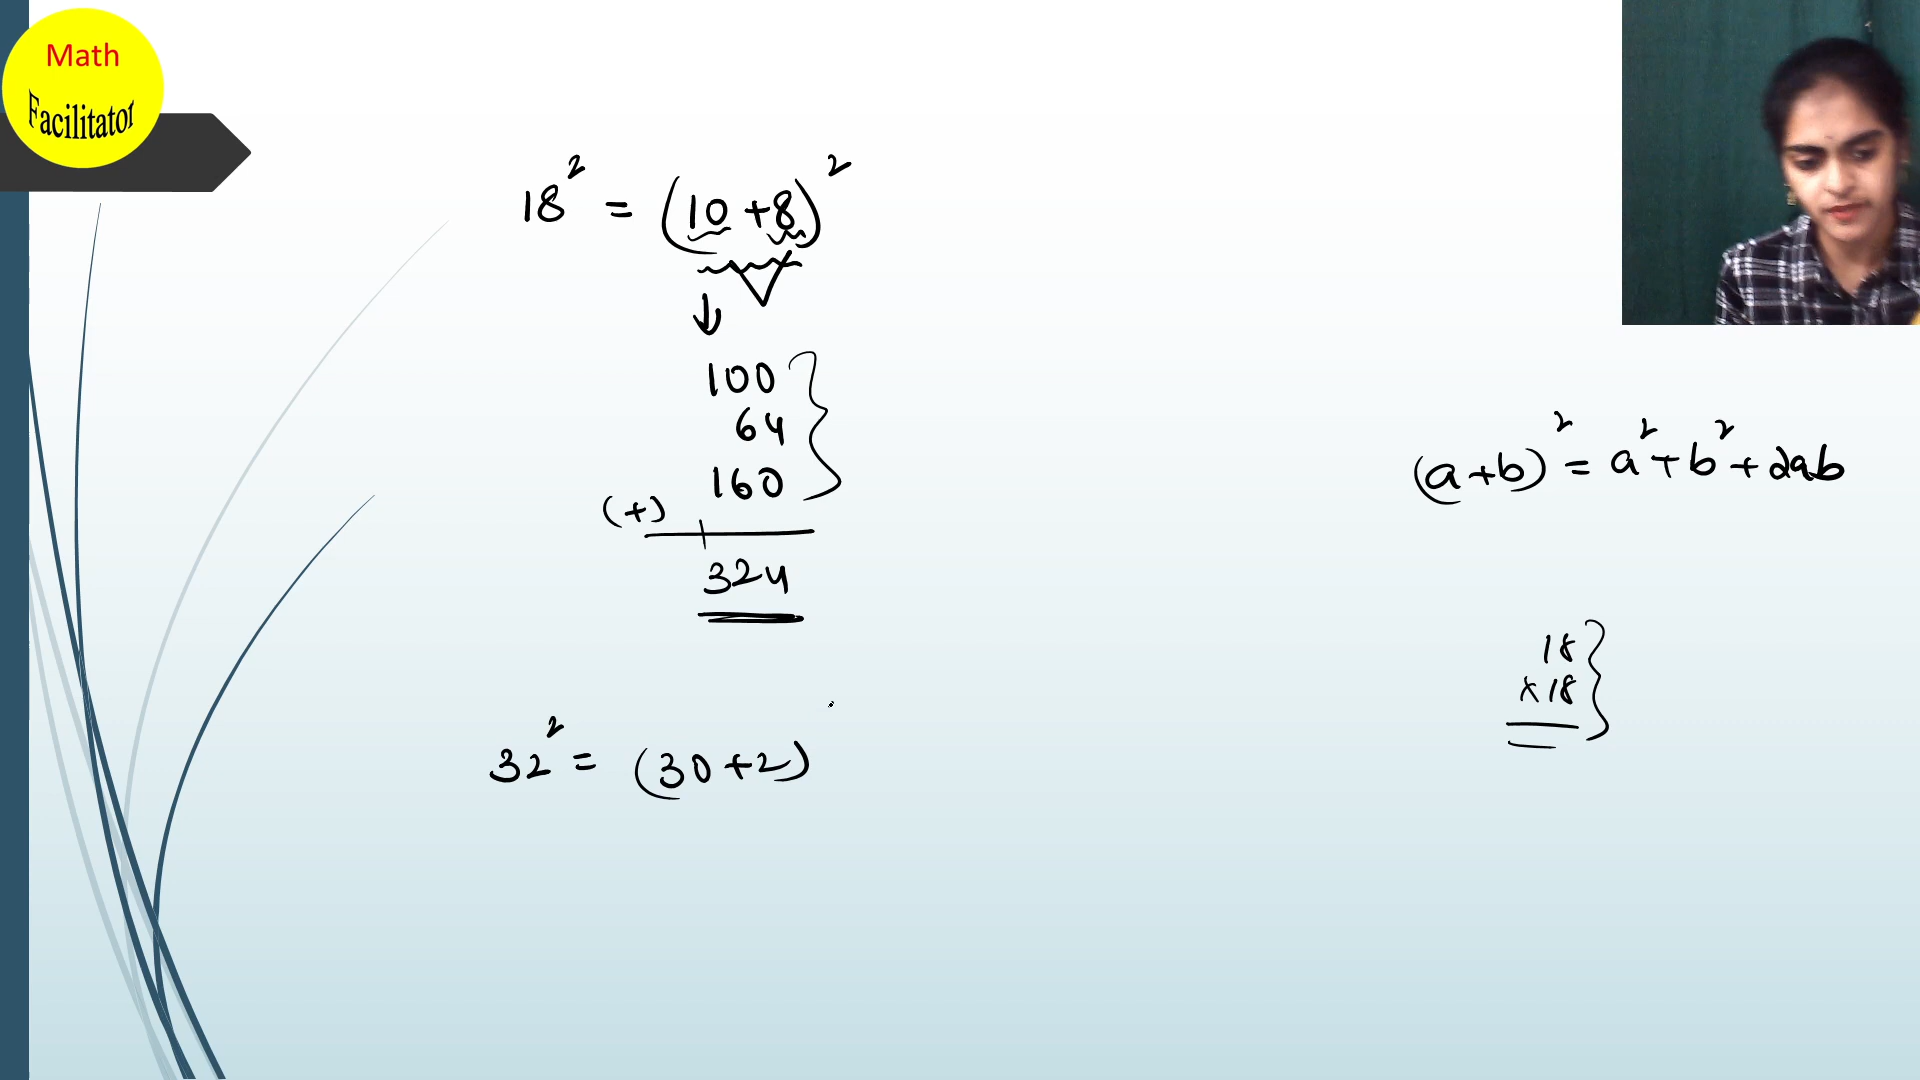 Math
Facilitator
18² = (10+8)²
100
64
160
(+)
324
(a+b)² = a²+b²+2ab
18
×18
32² = (30+2)